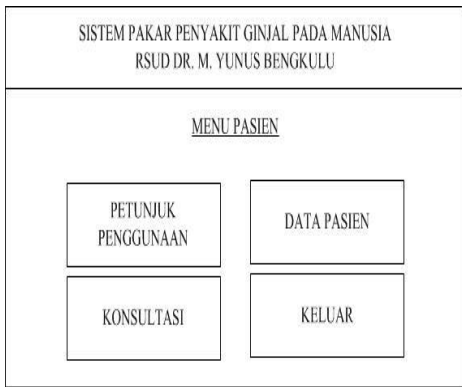 SISTEM PAKAR PENYAKIT GINJAL PADA MANUSIA
RSUD DR. M. YUNUS BENGKULU
MENU PASIEN
PETUNJUK
PENGGUNAAN
DATA PASIEN
KONSULTASI
KELUAR